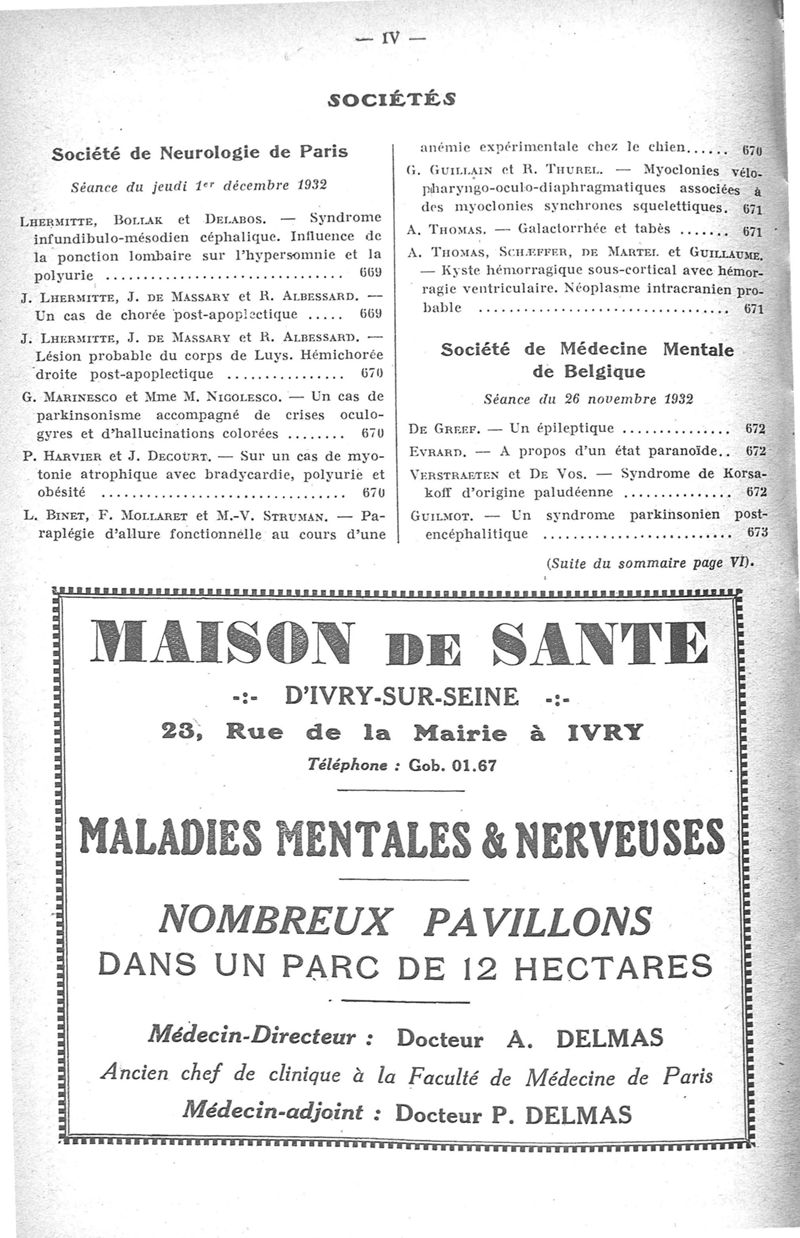 — IV —
SOCIÉTÉS
Société de Neurologie de Paris
Séance du jeudi 1er décembre 1932
LHERMITTE, BOLLAK et DELABOS. — Syndrome
infundibulo-mésodien céphalique. Influence de
la ponction lombaire sur l'hypersomnie et la
polyurie ............................... 669
J. LHERMITTE, J. DE MASSARY et R. ALBESSARD. —
Un cas de chorée post-apoplectique ..... 669
J. LHERMITTE, J. DE MASSARY et R. ALBESSARD. —
Lésion probable du corps de Luys. Hémichorée
droite post-apoplectique ................ 670
G. MARINESCO et Mme M. NICOLESCO. — Un cas de
parkinsonisme accompagné de crises oculo-
gyres et d'hallucinations colorées ........ 670
P. HARVIER et J. DECOURT. — Sur un cas de myo-
tonie atrophique avec bradycardie, polyurie et
obésité ................................ 670
L. BINET, F. MOLLARET et M.-V. STRUMAN. — Pa-
raplégie d'allure fonctionnelle au cours d'une
anémie expérimentale chez le chien...... 670
G. GUILLAIN et R. THUREL. — Myoclonies vélo-
pharyngo-oculo-diaphragmatiques associées à
des myoclonies synchrones squelettiques. 671
A. THOMAS. — Galactorrhée et tabès ....... 671
A. THOMAS, SCHÆFFER, DE MARTEL et GUILLAUME.
— Kyste hémorragique sous-cortical avec hémor-
ragie ventriculaire. Néoplasme intracranien pro-
bable ................................. 671
Société de Médecine Mentale
de Belgique
Séance du 26 novembre 1932
DE GREEF. — Un épileptique ............... 672
EVRARD. — A propos d'un état paranoïde.. 672
VERSTRAETEN et DE VOS. — Syndrome de Korsa-
koff d'origine paludéenne ............... 672
GUILMOT. — Un syndrome parkinsonien post-
encéphalitique .......................... 673
(Suite du sommaire page VI).
MAISON DE SANTE
-:- D'IVRY-SUR-SEINE -:-
23, Rue de la Mairie à IVRY
Téléphone : Gob. 01.67
MALADIES MENTALES & NERVEUSES
NOMBREUX PAVILLONS
DANS UN PARC DE 12 HECTARES
Médecin-Directeur : Docteur A. DELMAS
Ancien chef de clinique à la Faculté de Médecine de Paris
Médecin-adjoint : Docteur P. DELMAS